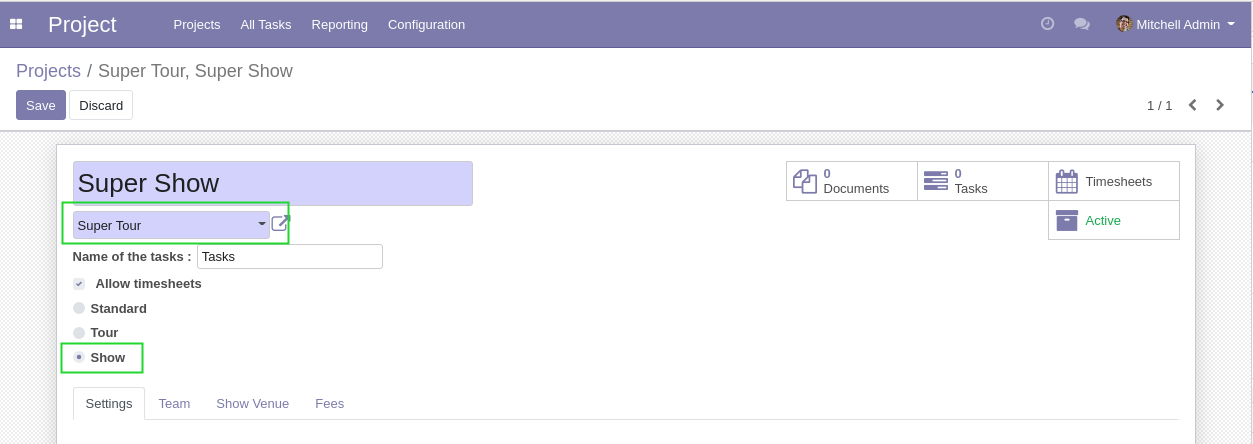 Project Projects All Tasks Reporting Configuration Mitchell Admin
Projects / Super Tour, Super Show
Save Discard 1 / 1
Super Show
0 Documents
0 Tasks
Timesheets
Super Tour
Active
Name of the tasks : Tasks
Allow timesheets
Standard
Tour
Show
Settings Team Show Venue Fees